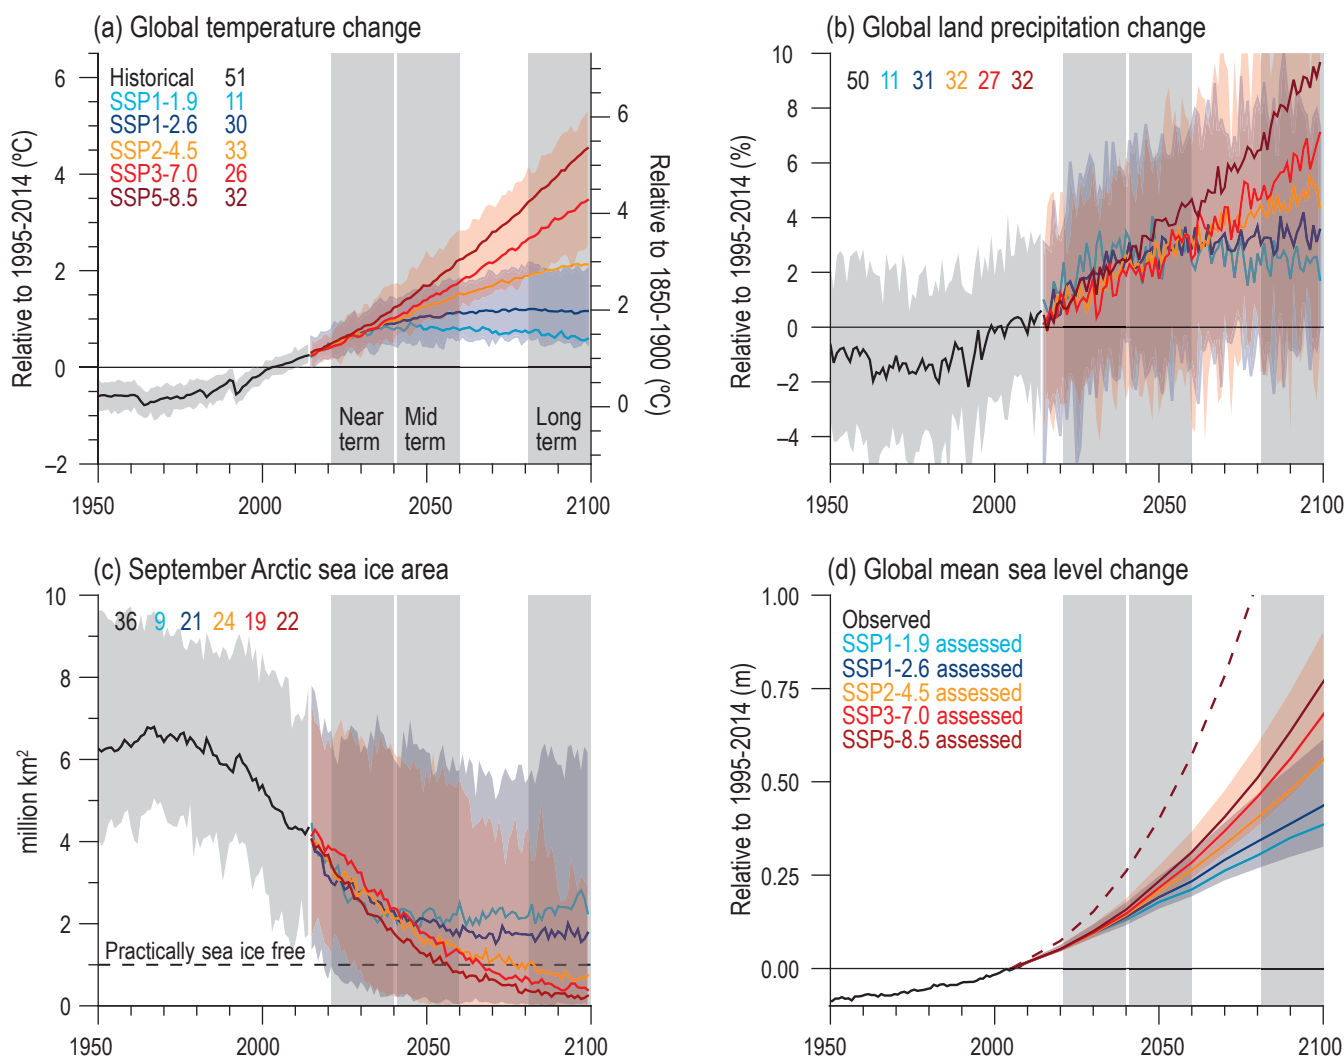 (a) Global temperature change
Relative to 1995-2014 (ºC)
6
4
2
0
–2
Historical 51
SSP1-1.9 11
SSP1-2.6 30
SSP2-4.5 33
SSP3-7.0 26
SSP5-8.5 32
Near term
Mid term
Long term
6
4
2
0
Relative to 1850-1900 (ºC)
1950 2000 2050 2100
(b) Global land precipitation change
Relative to 1995-2014 (%)
10
8
6
4
2
0
–2
–4
50 11 31 32 27 32
1950 2000 2050 2100
(c) September Arctic sea ice area
million km²
10
8
6
4
2
0
36 9 21 24 19 22
Practically sea ice free
1950 2000 2050 2100
(d) Global mean sea level change
Relative to 1995-2014 (m)
1.00
0.75
0.50
0.25
0.00
Observed
SSP1-1.9 assessed
SSP1-2.6 assessed
SSP2-4.5 assessed
SSP3-7.0 assessed
SSP5-8.5 assessed
1950 2000 2050 2100